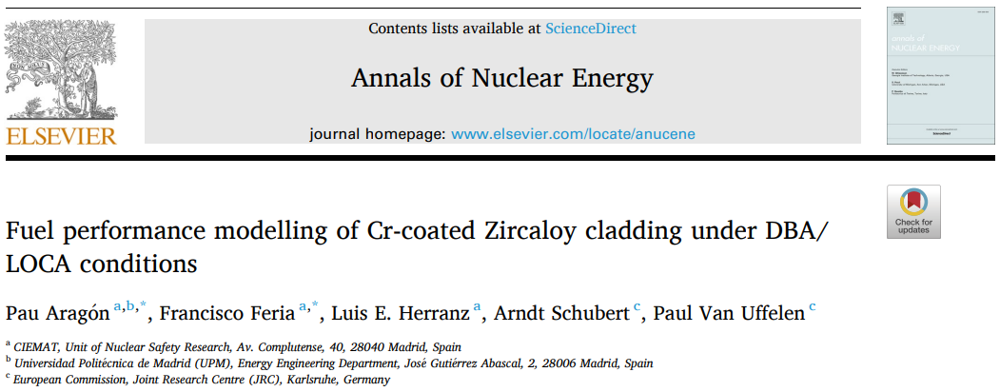 Contents lists available at ScienceDirect
Annals of Nuclear Energy
ELSEVIER
journal homepage: www.elsevier.com/locate/anucene
annals of
NUCLEAR ENERGY
Check for
updates
Fuel performance modelling of Cr-coated Zircaloy cladding under DBA/
LOCA conditions
Pau Aragón a,b,*, Francisco Feria a,*, Luis E. Herranz a, Arndt Schubert c, Paul Van Uffelen c
a CIEMAT, Unit of Nuclear Safety Research, Av. Complutense, 40, 28040 Madrid, Spain
b Universidad Politécnica de Madrid (UPM), Energy Engineering Department, José Gutiérrez Abascal, 2, 28006 Madrid, Spain
c European Commission, Joint Research Centre (JRC), Karlsruhe, Germany